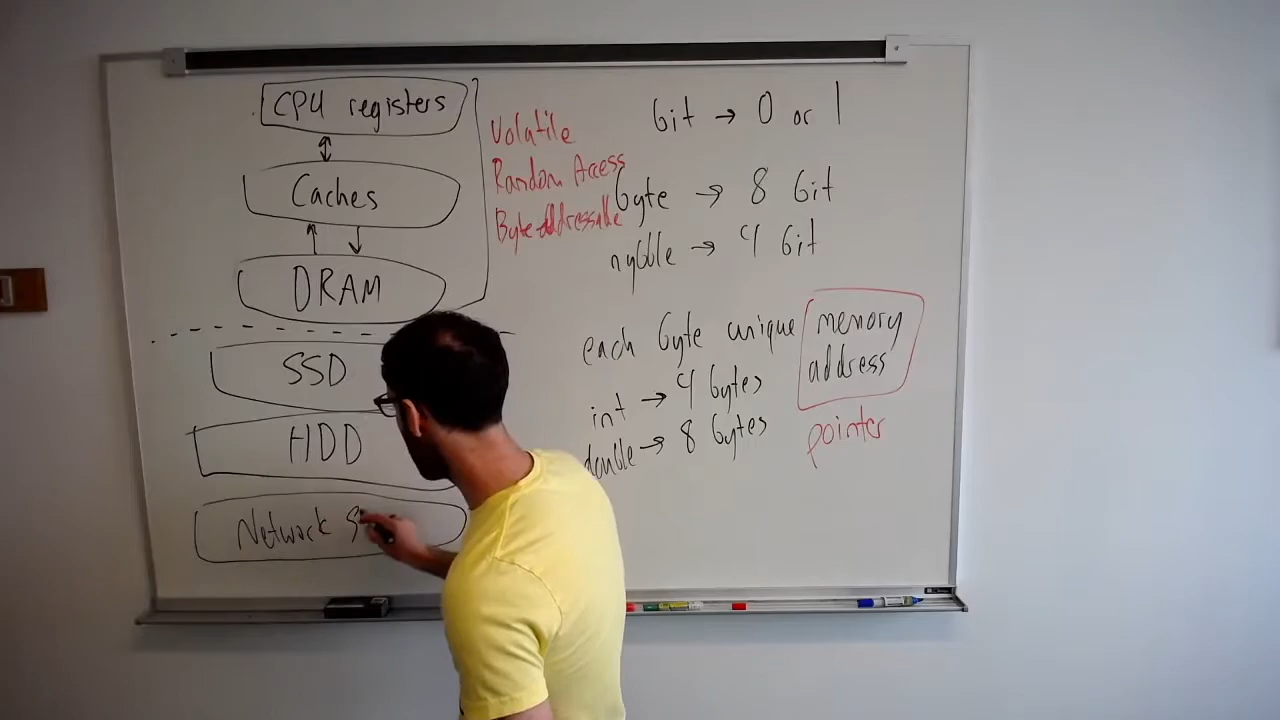 CPU registers
Caches
DRAM
SSD
HDD
Network S
Volatile
Random Access
Byte addressable
bit → 0 or 1
byte → 8 bit
nybble → 4 bit
each byte unique memory
address
int → 4 bytes
double → 8 bytes
pointer